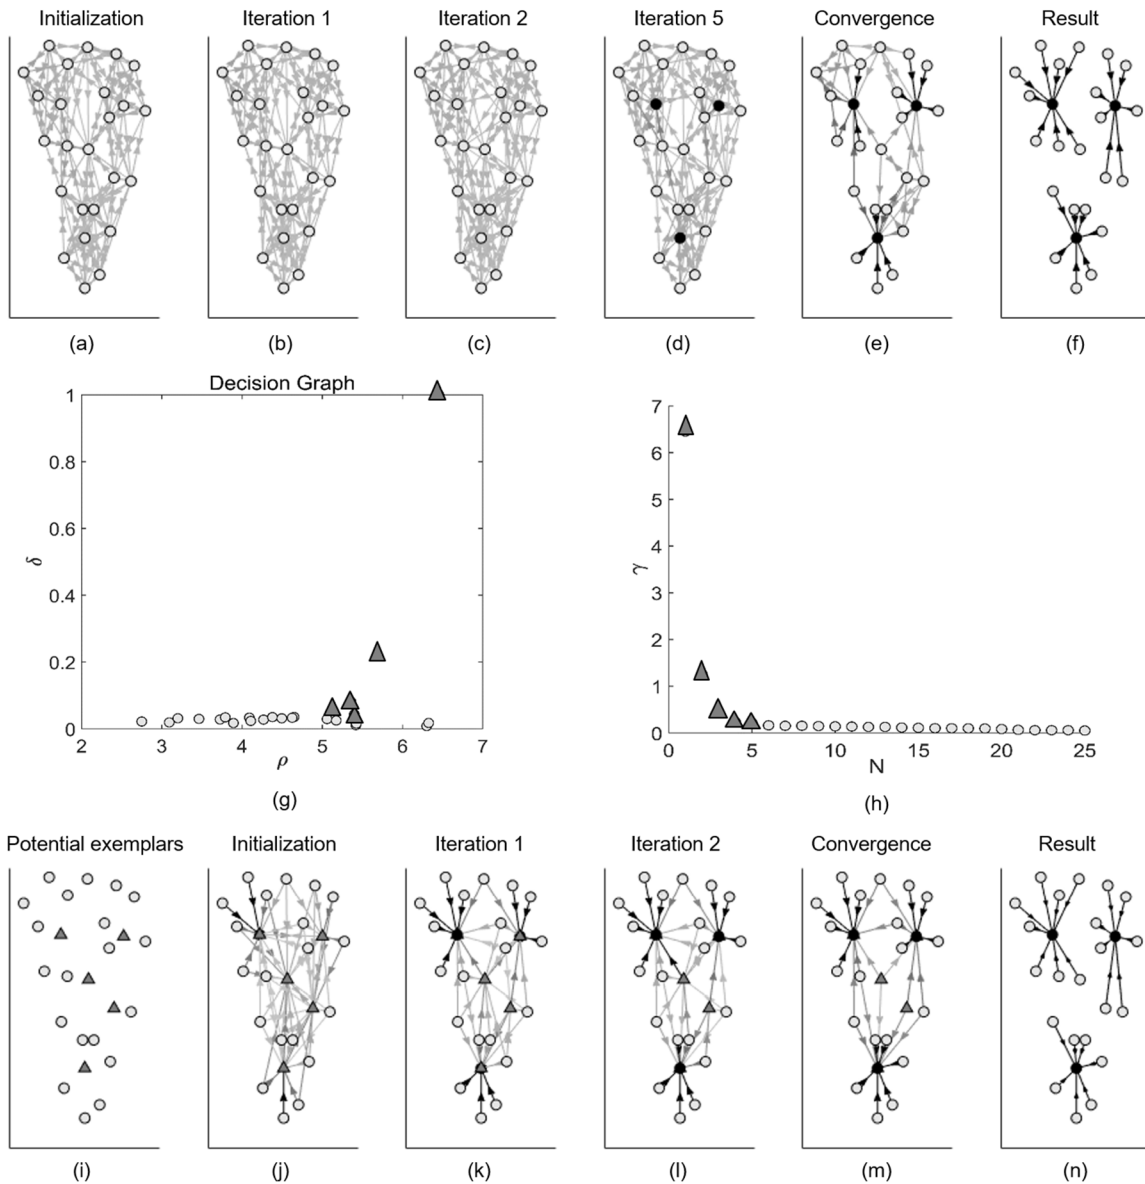 Initialization Iteration 1 Iteration 2 Iteration 5 Convergence Result
(a) (b) (c) (d) (e) (f)
Decision Graph
1
0.8
0.6
δ
0.4
0.2
0
2 3 4 5 6 7
ρ
(g)
7
6
5
4
γ
3
2
1
0
0 5 10 15 20 25
N
(h)
Potential exemplars Initialization Iteration 1 Iteration 2 Convergence Result
(i) (j) (k) (l) (m) (n)